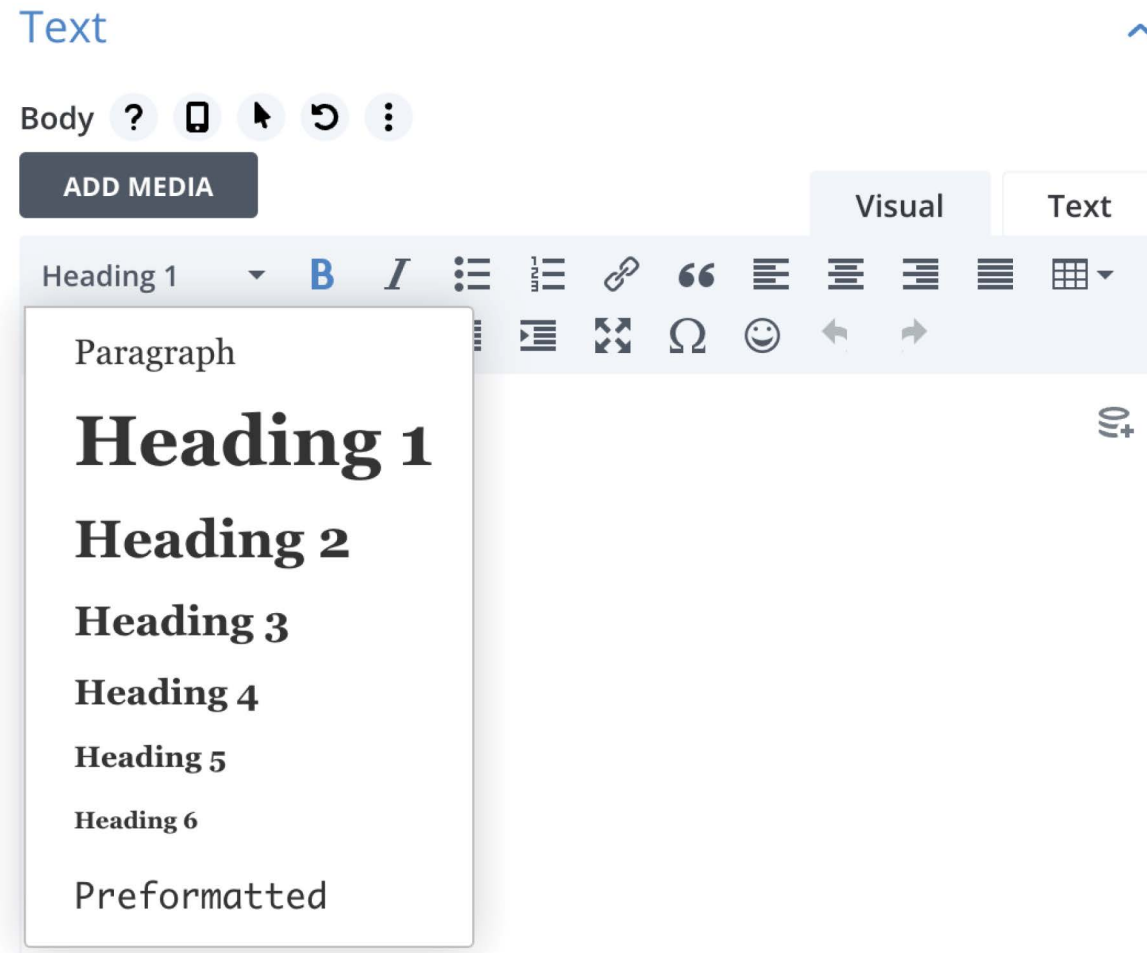 Text
Body
ADD MEDIA
Visual Text
Heading 1
Paragraph
Heading 1
Heading 2
Heading 3
Heading 4
Heading 5
Heading 6
Preformatted